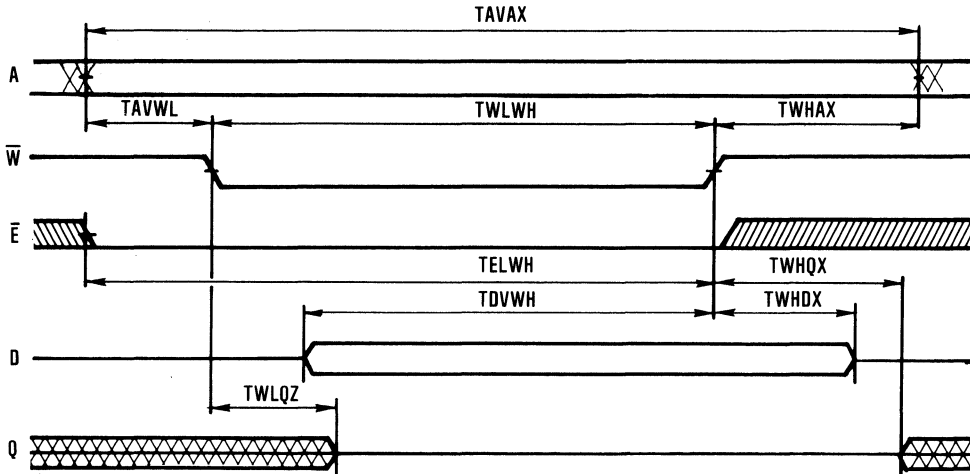 TAVAX
A
TAVWL TWLWH TWHAX
W̅
E̅
TELWH TWHQX
TDVWH TWHDX
D
TWLQZ
Q